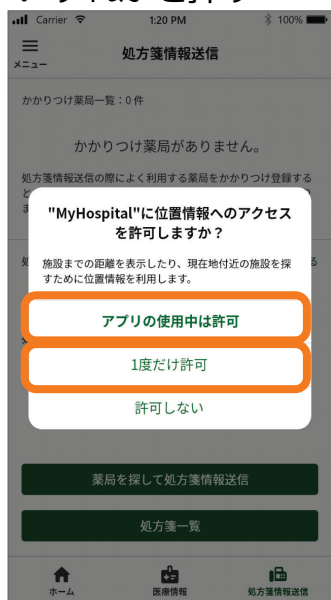 Carrier 1:20 PM 100%
メニュー
処方箋情報送信
かかりつけ薬局一覧：0件
かかりつけ薬局がありません。
処方箋情報送信の際によく利用する薬局をかかりつけ登録する
"MyHospital"に位置情報へのアクセス
を許可しますか？
施設までの距離を表示したり、現在地付近の施設を探
すために位置情報を利用します。
アプリの使用中は許可
1度だけ許可
許可しない
薬局を探して処方箋情報送信
処方箋一覧
ホーム 医療情報 処方箋情報送信